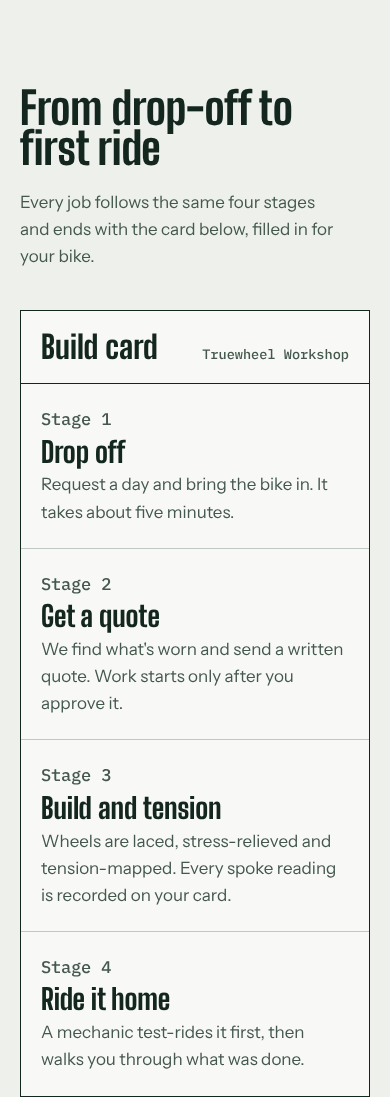 From drop-off to
first ride
Every job follows the same four stages
and ends with the card below, filled in for
your bike.
Build card
Truewheel Workshop
Stage 1
Drop off
Request a day and bring the bike in. It
takes about five minutes.
Stage 2
Get a quote
We find what's worn and send a written
quote. Work starts only after you
approve it.
Stage 3
Build and tension
Wheels are laced, stress-relieved and
tension-mapped. Every spoke reading
is recorded on your card.
Stage 4
Ride it home
A mechanic test-rides it first, then
walks you through what was done.